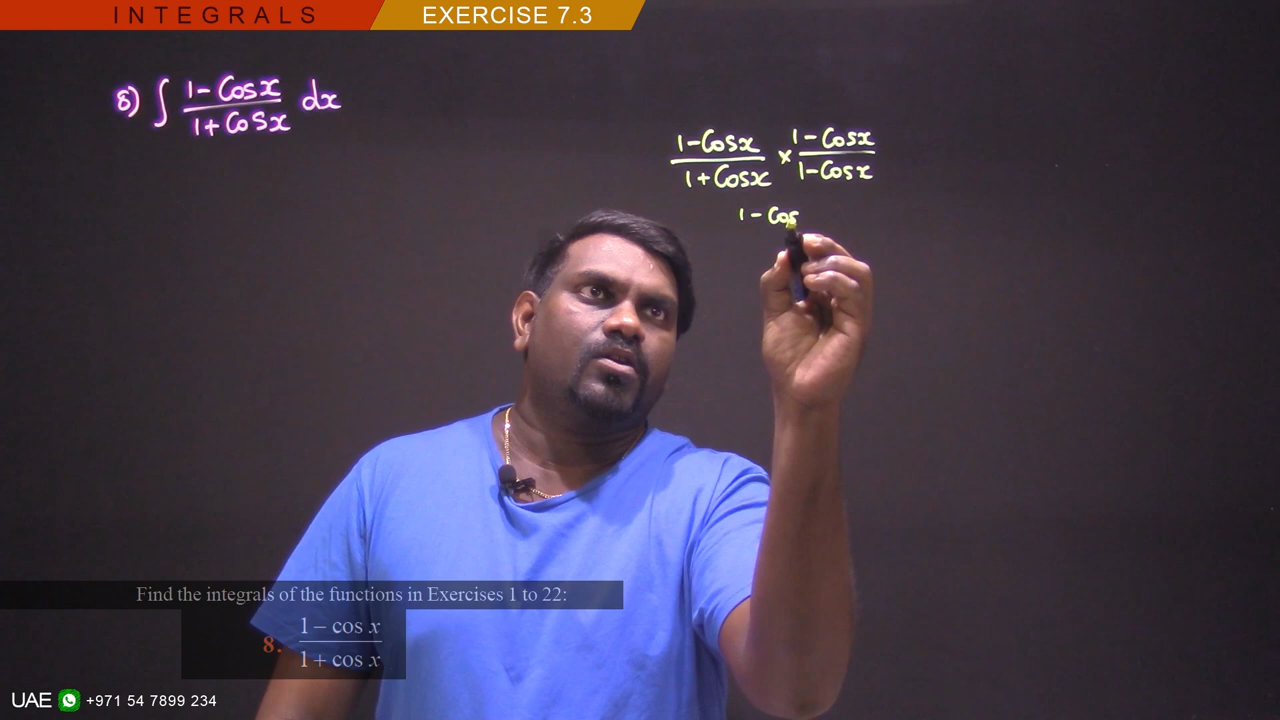 INTEGRALS EXERCISE 7.3
8) ∫ 1-Cosx / 1+Cosx dx
1-Cosx / 1+Cosx × 1-Cosx / 1-Cosx
1-Cos
Find the integrals of the functions in Exercises 1 to 22:
8. 1 – cos x / 1 + cos x
UAE +971 54 7899 234